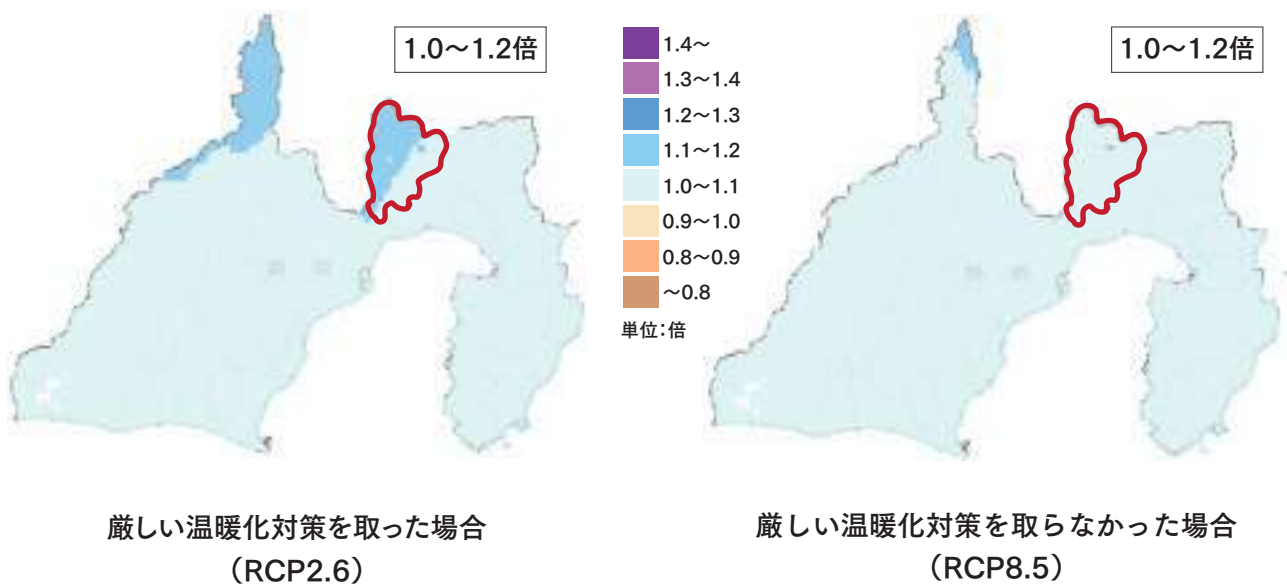 1.0〜1.2倍
1.4〜
1.3〜1.4
1.2〜1.3
1.1〜1.2
1.0〜1.1
0.9〜1.0
0.8〜0.9
〜0.8
単位:倍
1.0〜1.2倍
厳しい温暖化対策を取った場合
(RCP2.6)
厳しい温暖化対策を取らなかった場合
(RCP8.5)